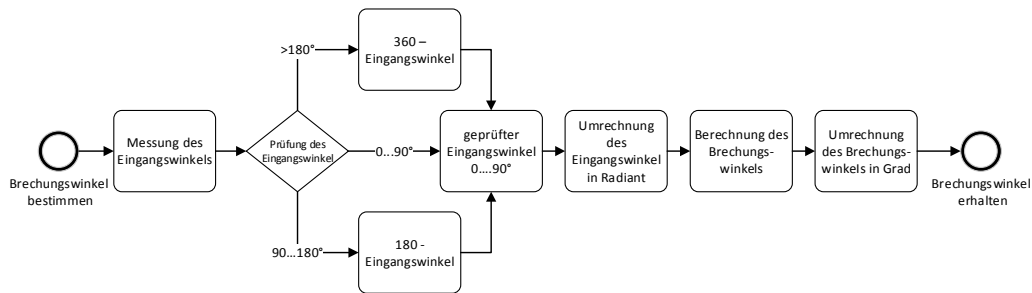 Brechungswinkel
bestimmen
Messung des
Eingangswinkels
Prüfung des
Eingangswinkel
>180°
360 –
Eingangswinkel
0...90°
90...180°
180 -
Eingangswinkel
geprüfter
Eingangswinkel
0....90°
Umrechnung
des
Eingangswinkel
in Radiant
Berechnung des
Brechungs-
winkels
Umrechnung
des Brechungs-
winkels in Grad
Brechungswinkel
erhalten